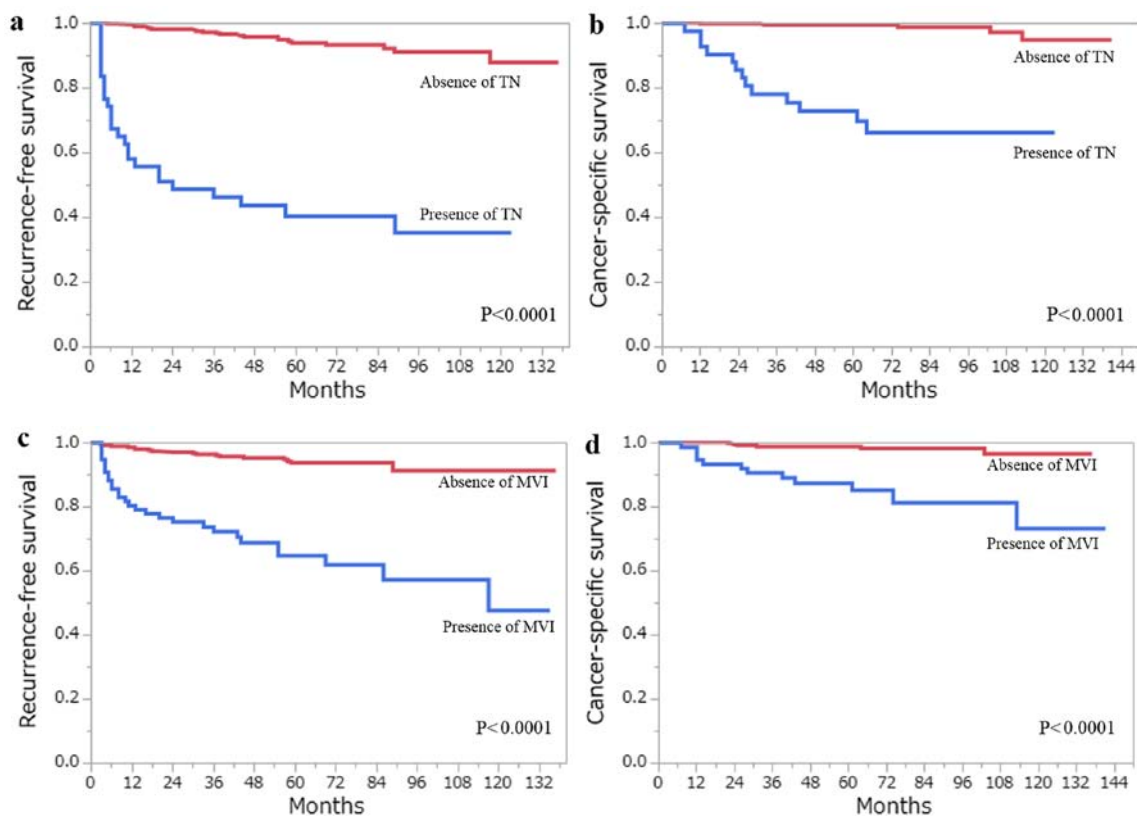 a
Recurrence-free survival
1.0
0.8
0.6
0.4
0.2
0.0
Absence of TN
Presence of TN
P<0.0001
0 12 24 36 48 60 72 84 96 108 120 132
Months
b
Cancer-specific survival
1.0
0.8
0.6
0.4
0.2
0.0
Absence of TN
Presence of TN
P<0.0001
0 12 24 36 48 60 72 84 96 108 120 132 144
Months
c
Recurrence-free survival
1.0
0.8
0.6
0.4
0.2
0.0
Absence of MVI
Presence of MVI
P<0.0001
0 12 24 36 48 60 72 84 96 108 120 132
Months
d
Cancer-specific survival
1.0
0.8
0.6
0.4
0.2
0.0
Absence of MVI
Presence of MVI
P<0.0001
0 12 24 36 48 60 72 84 96 108 120 132 144
Months